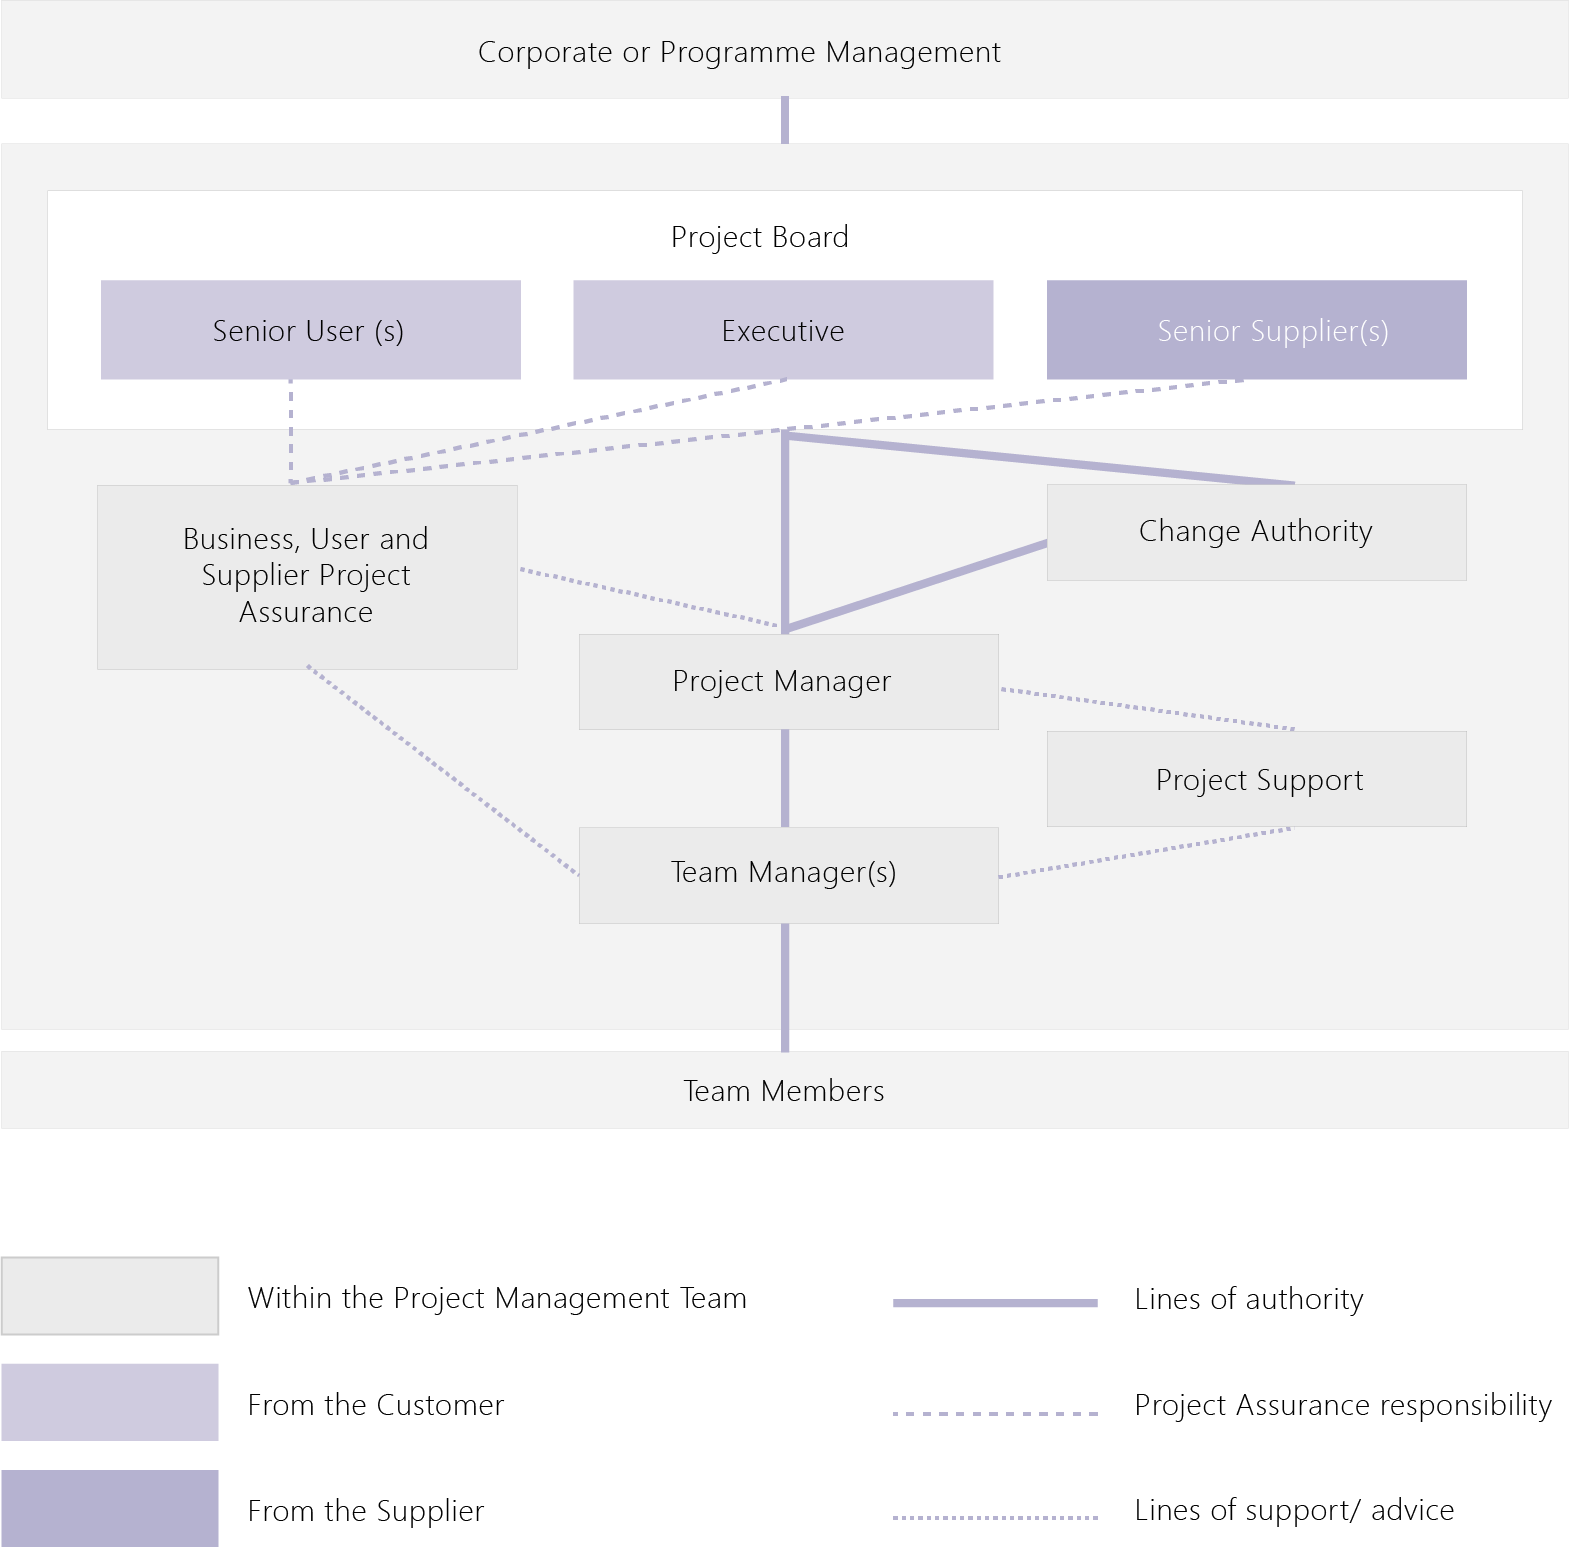 Corporate or Programme Management
Project Board
Senior User (s)
Executive
Senior Supplier(s)
Business, User and
Supplier Project
Assurance
Change Authority
Project Manager
Project Support
Team Manager(s)
Team Members
Within the Project Management Team
Lines of authority
From the Customer
Project Assurance responsibility
From the Supplier
Lines of support/ advice